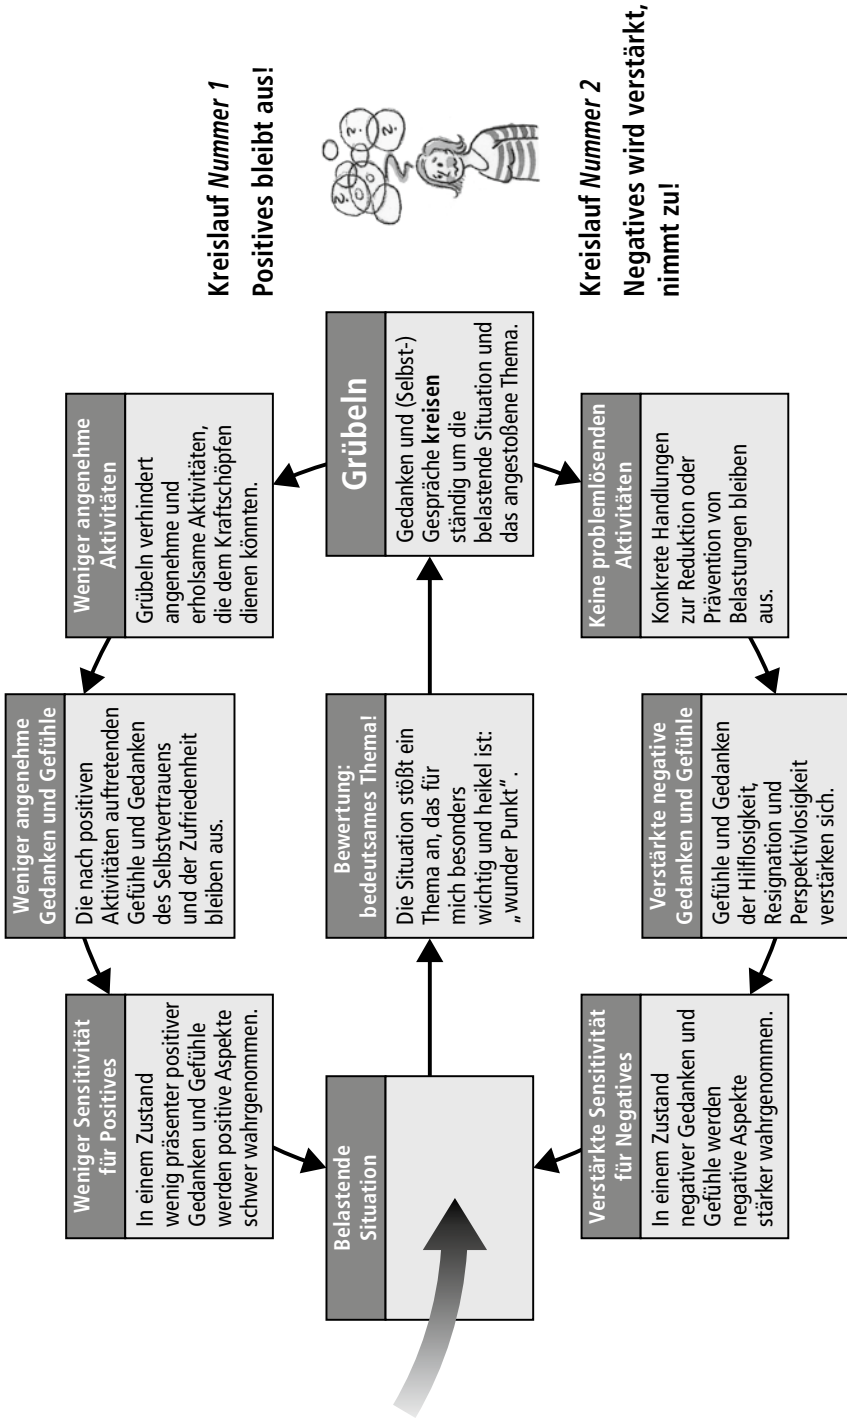 Weniger Sensitivität
für Positives
In einem Zustand
wenig präsenter positiver
Gedanken und Gefühle
werden positive Aspekte
schwer wahrgenommen.
Weniger angenehme
Gedanken und Gefühle
Die nach positiven
Aktivitäten auftretenden
Gefühle und Gedanken
des Selbstvertrauens
und der Zufriedenheit
bleiben aus.
Weniger angenehme
Aktivitäten
Grübeln verhindert
angenehme und
erholsame Aktivitäten,
die dem Kraftschöpfen
dienen könnten.
Kreislauf Nummer 1
Positives bleibt aus!
Belastende
Situation
Bewertung:
bedeutsames Thema!
Die Situation stößt ein
Thema an, das für
mich besonders
wichtig und heikel ist:
„wunder Punkt“.
Grübeln
Gedanken und (Selbst-)
Gespräche kreisen
ständig um die
belastende Situation und
das angestoßene Thema.
?
?
?
Verstärkte Sensitivität
für Negatives
In einem Zustand
negativer Gedanken und
Gefühle werden
negative Aspekte
stärker wahrgenommen.
Verstärkte negative
Gedanken und Gefühle
Gefühle und Gedanken
der Hilflosigkeit,
Resignation und
Perspektivlosigkeit
verstärken sich.
Keine problemlösenden
Aktivitäten
Konkrete Handlungen
zur Reduktion oder
Prävention von
Belastungen bleiben
aus.
Kreislauf Nummer 2
Negatives wird verstärkt,
nimmt zu!